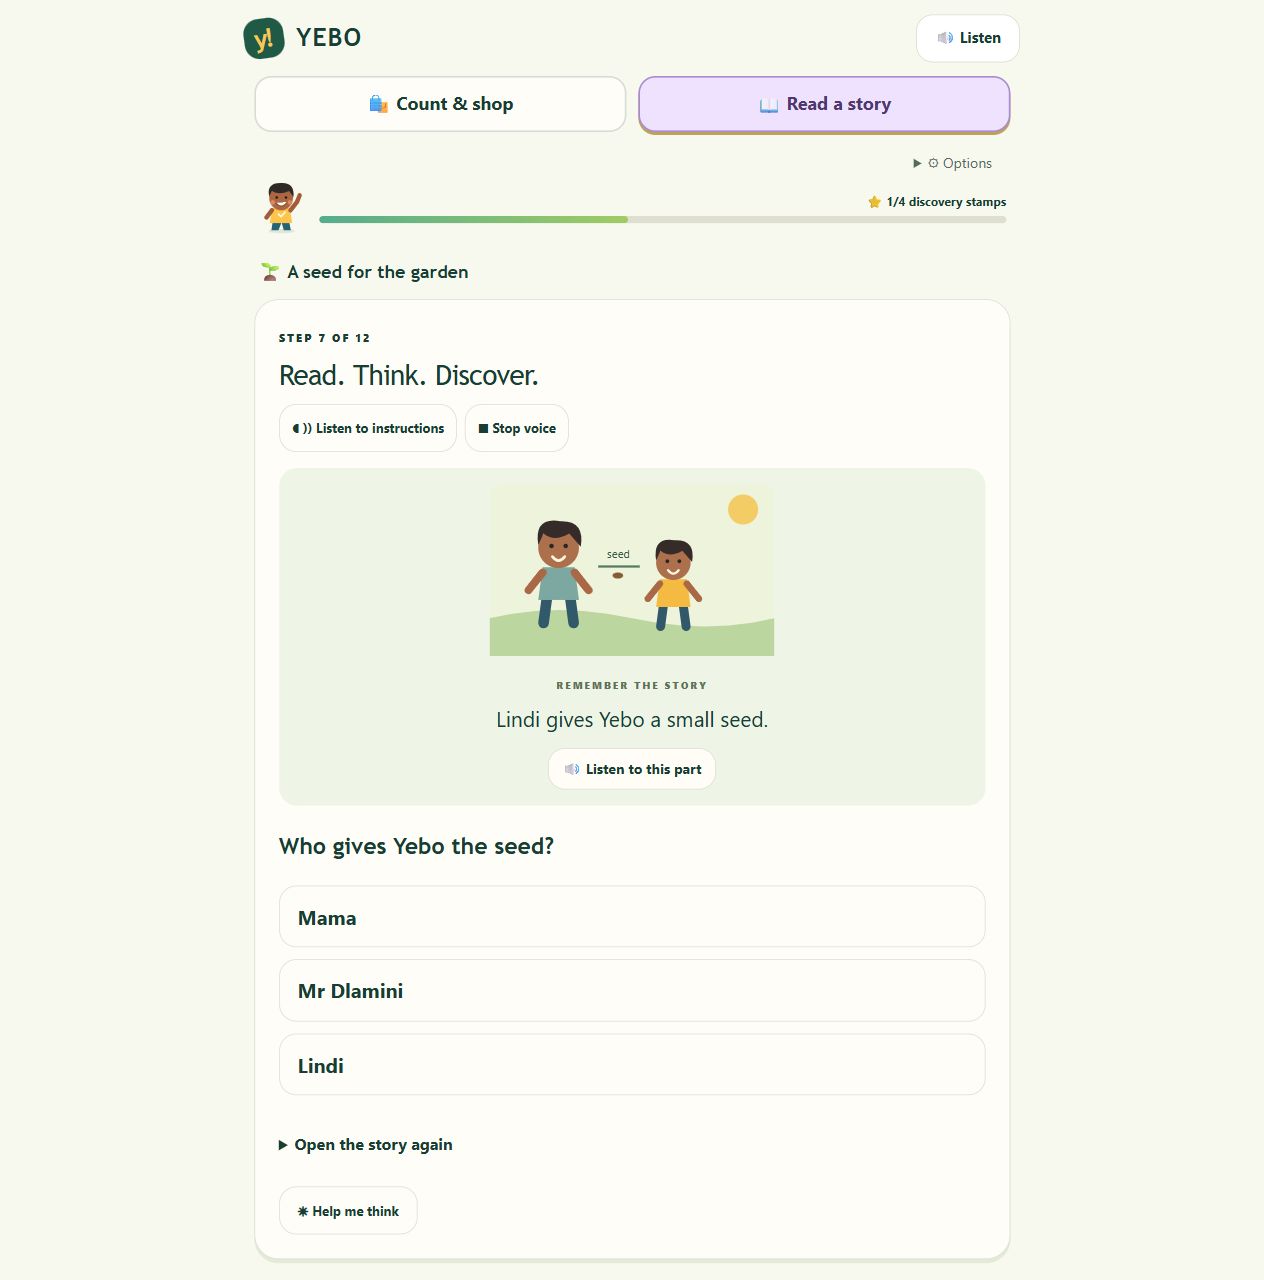 y! YEBO
Listen
Count & shop
Read a story
Options
1/4 discovery stamps
A seed for the garden
STEP 7 OF 12
Read. Think. Discover.
Listen to instructions
Stop voice
seed
REMEMBER THE STORY
Lindi gives Yebo a small seed.
Listen to this part
Who gives Yebo the seed?
Mama
Mr Dlamini
Lindi
Open the story again
Help me think